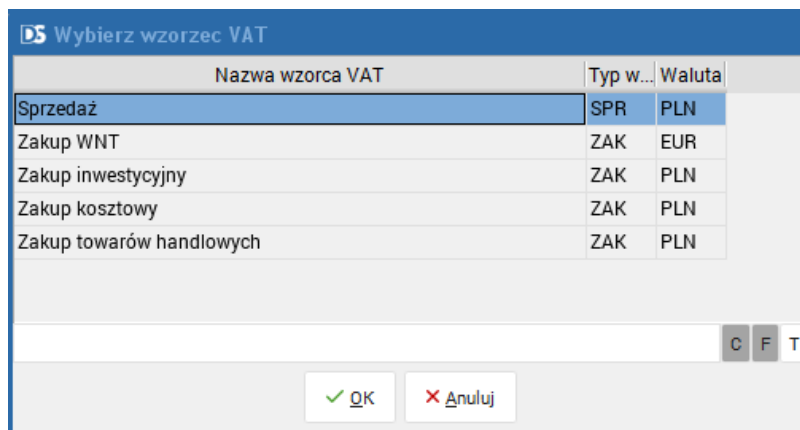 DS Wybierz wzorzec VAT
Nazwa wzorca VAT Typ w... Waluta
Sprzedaż SPR PLN
Zakup WNT ZAK EUR
Zakup inwestycyjny ZAK PLN
Zakup kosztowy ZAK PLN
Zakup towarów handlowych ZAK PLN
C F T
OK Anuluj